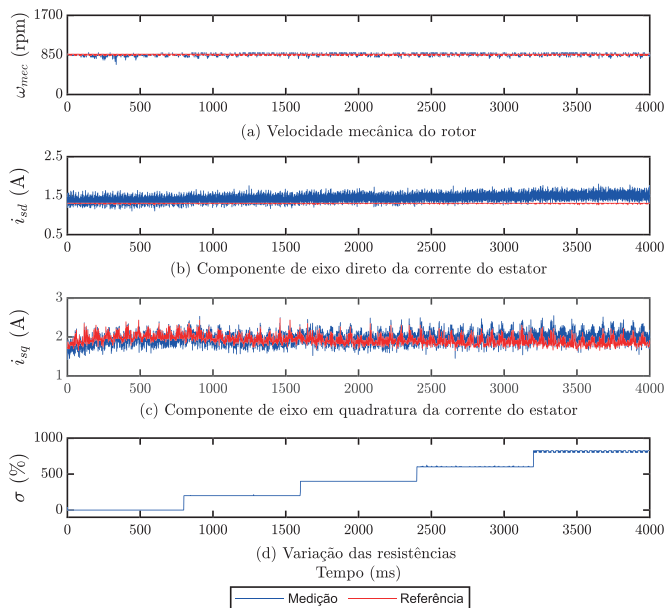 1700
850
0
ω_mec (rpm)
0 500 1000 1500 2000 2500 3000 3500 4000
(a) Velocidade mecânica do rotor
2.5
1.5
0.5
i_sd (A)
0 500 1000 1500 2000 2500 3000 3500 4000
(b) Componente de eixo direto da corrente do estator
3
2
1
i_sq (A)
0 500 1000 1500 2000 2500 3000 3500 4000
(c) Componente de eixo em quadratura da corrente do estator
1000
500
0
σ (%)
0 500 1000 1500 2000 2500 3000 3500 4000
(d) Variação das resistências
Tempo (ms)
Medição Referência